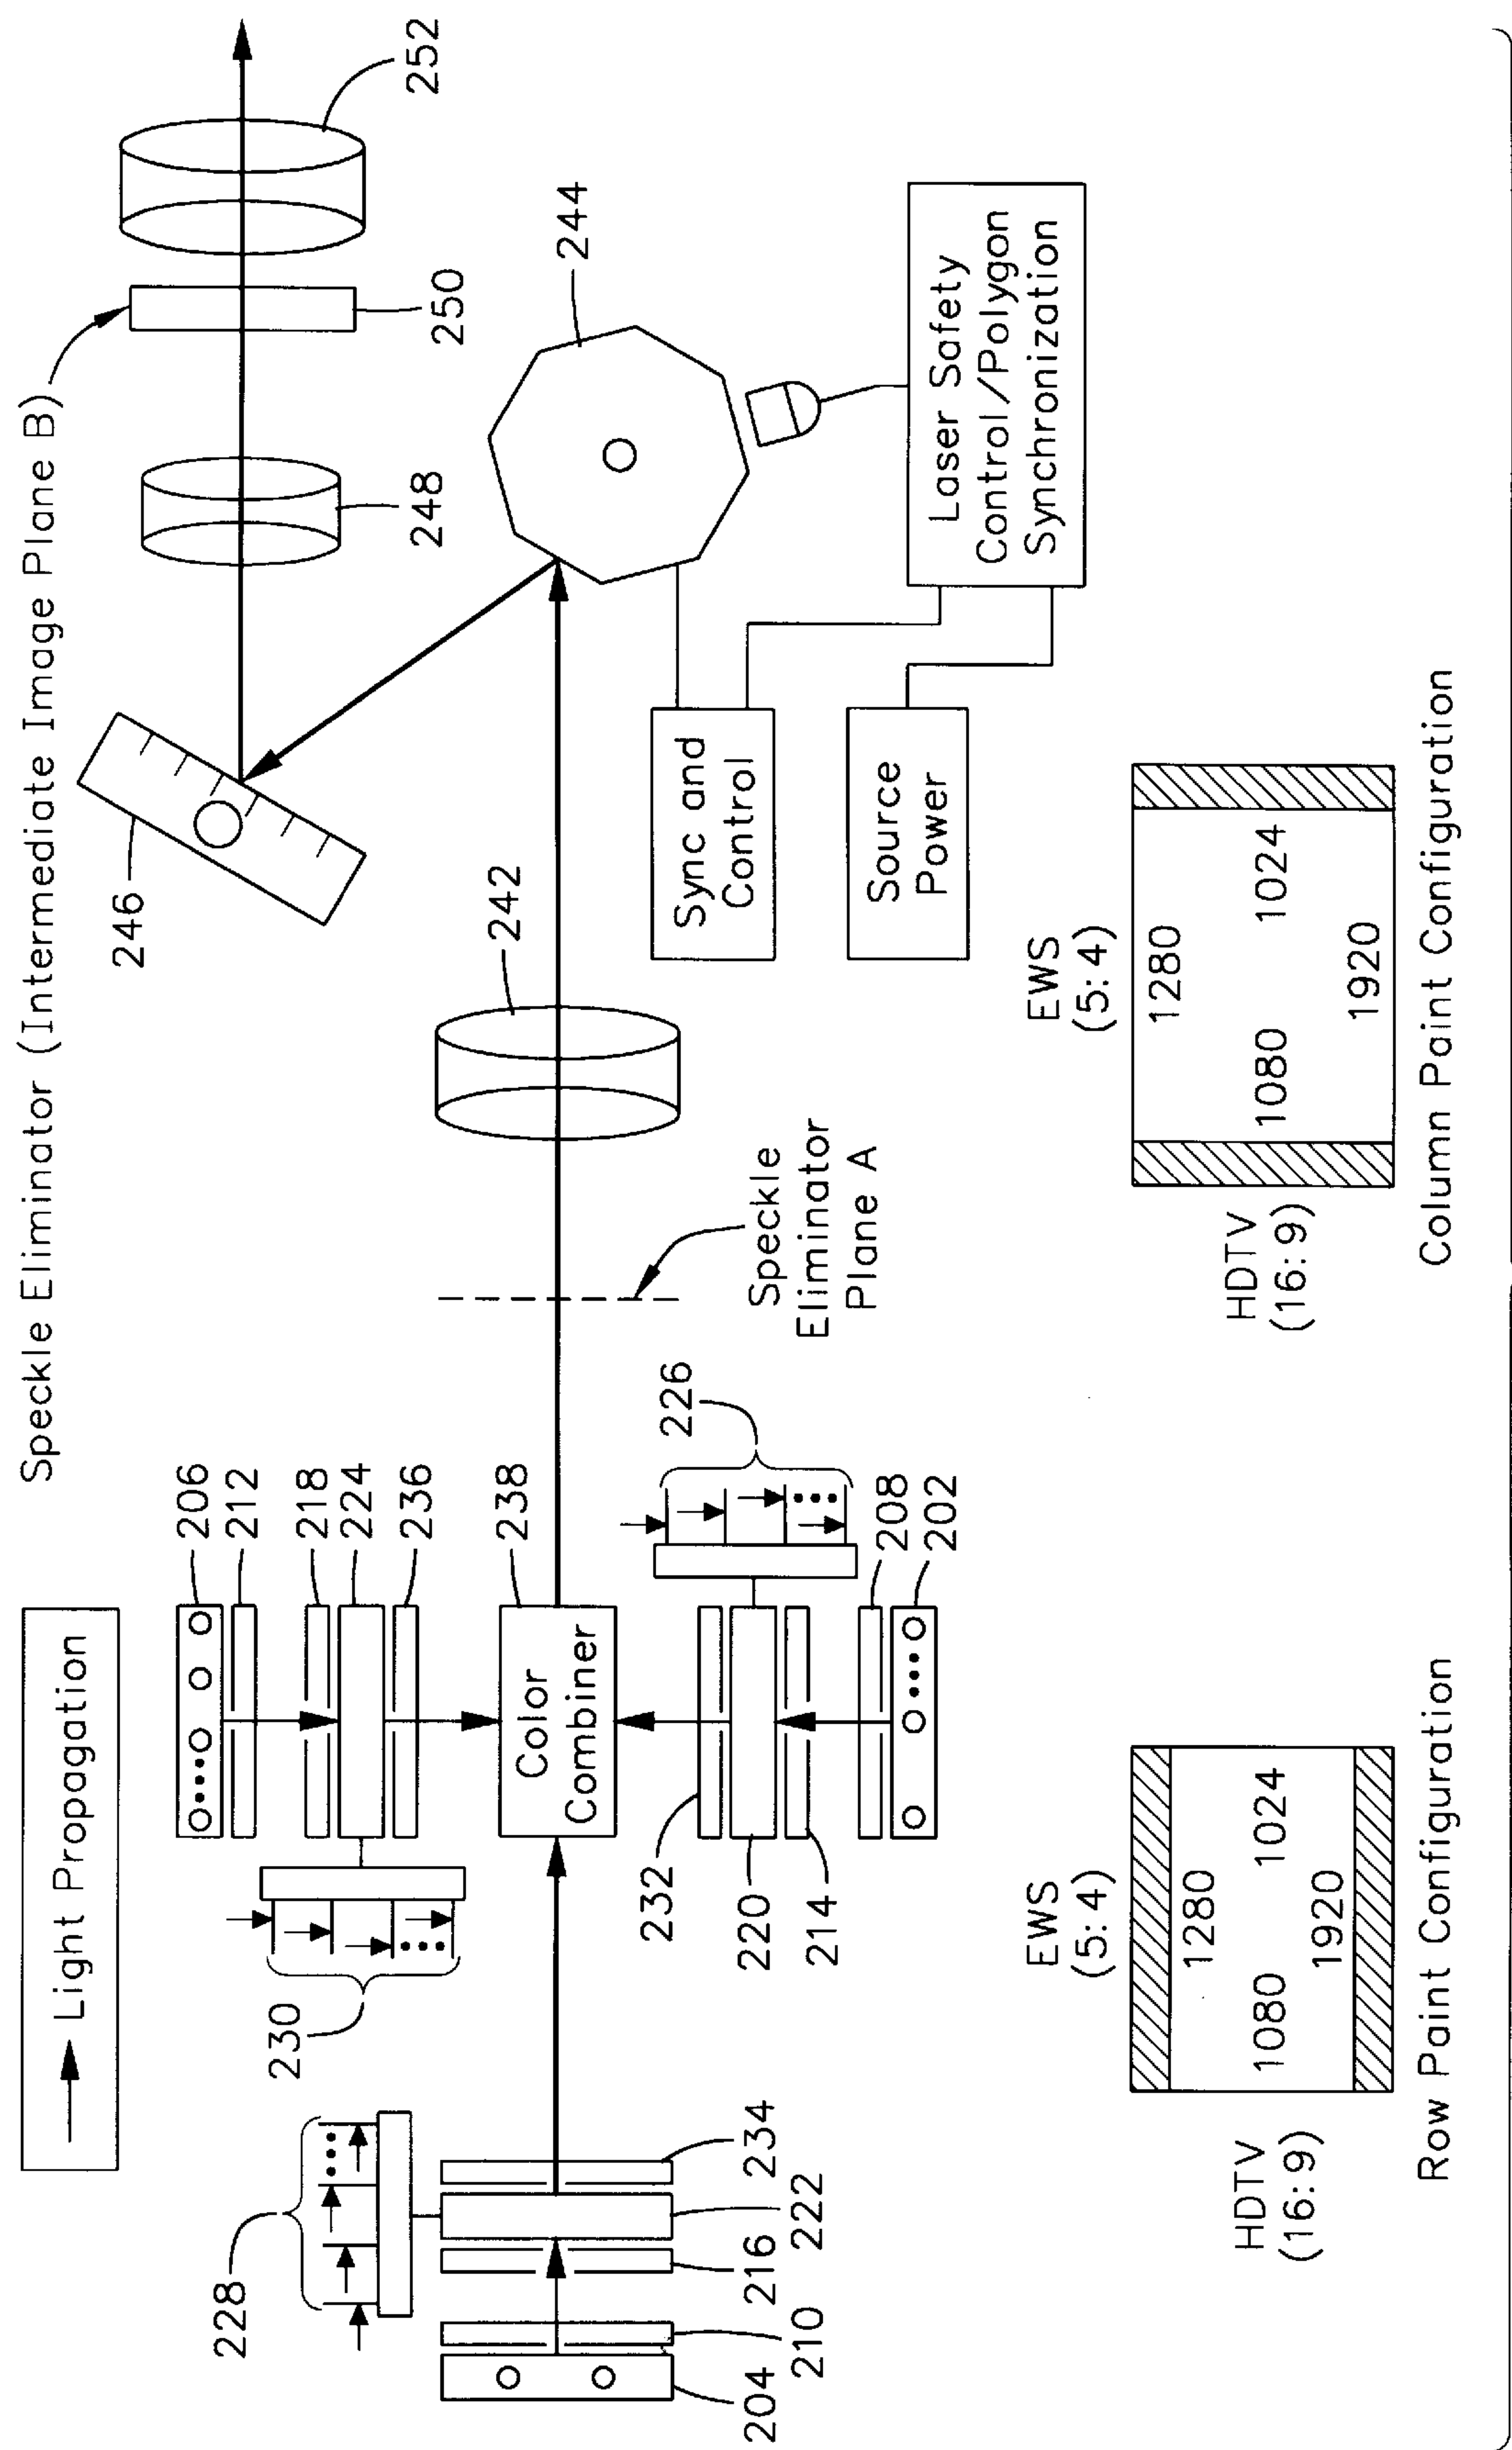 Light Propagation
Speckle Eliminator (Intermediate Image Plane B)
206
212
218
224
236
230
228
238
Color
Combiner
204
210
216
222
234
232
220
214
226
208
202
Speckle
Eliminator
Plane A
242
246
248
250
252
244
Sync and
Control
Source
Power
Laser Safety
Control/Polygon
Synchronization
EWS
(5:4)
HDTV
(16:9)
1280
1080
1024
1920
Row Paint Configuration
EWS
(5:4)
HDTV
(16:9)
1280
1080
1024
1920
Column Paint Configuration